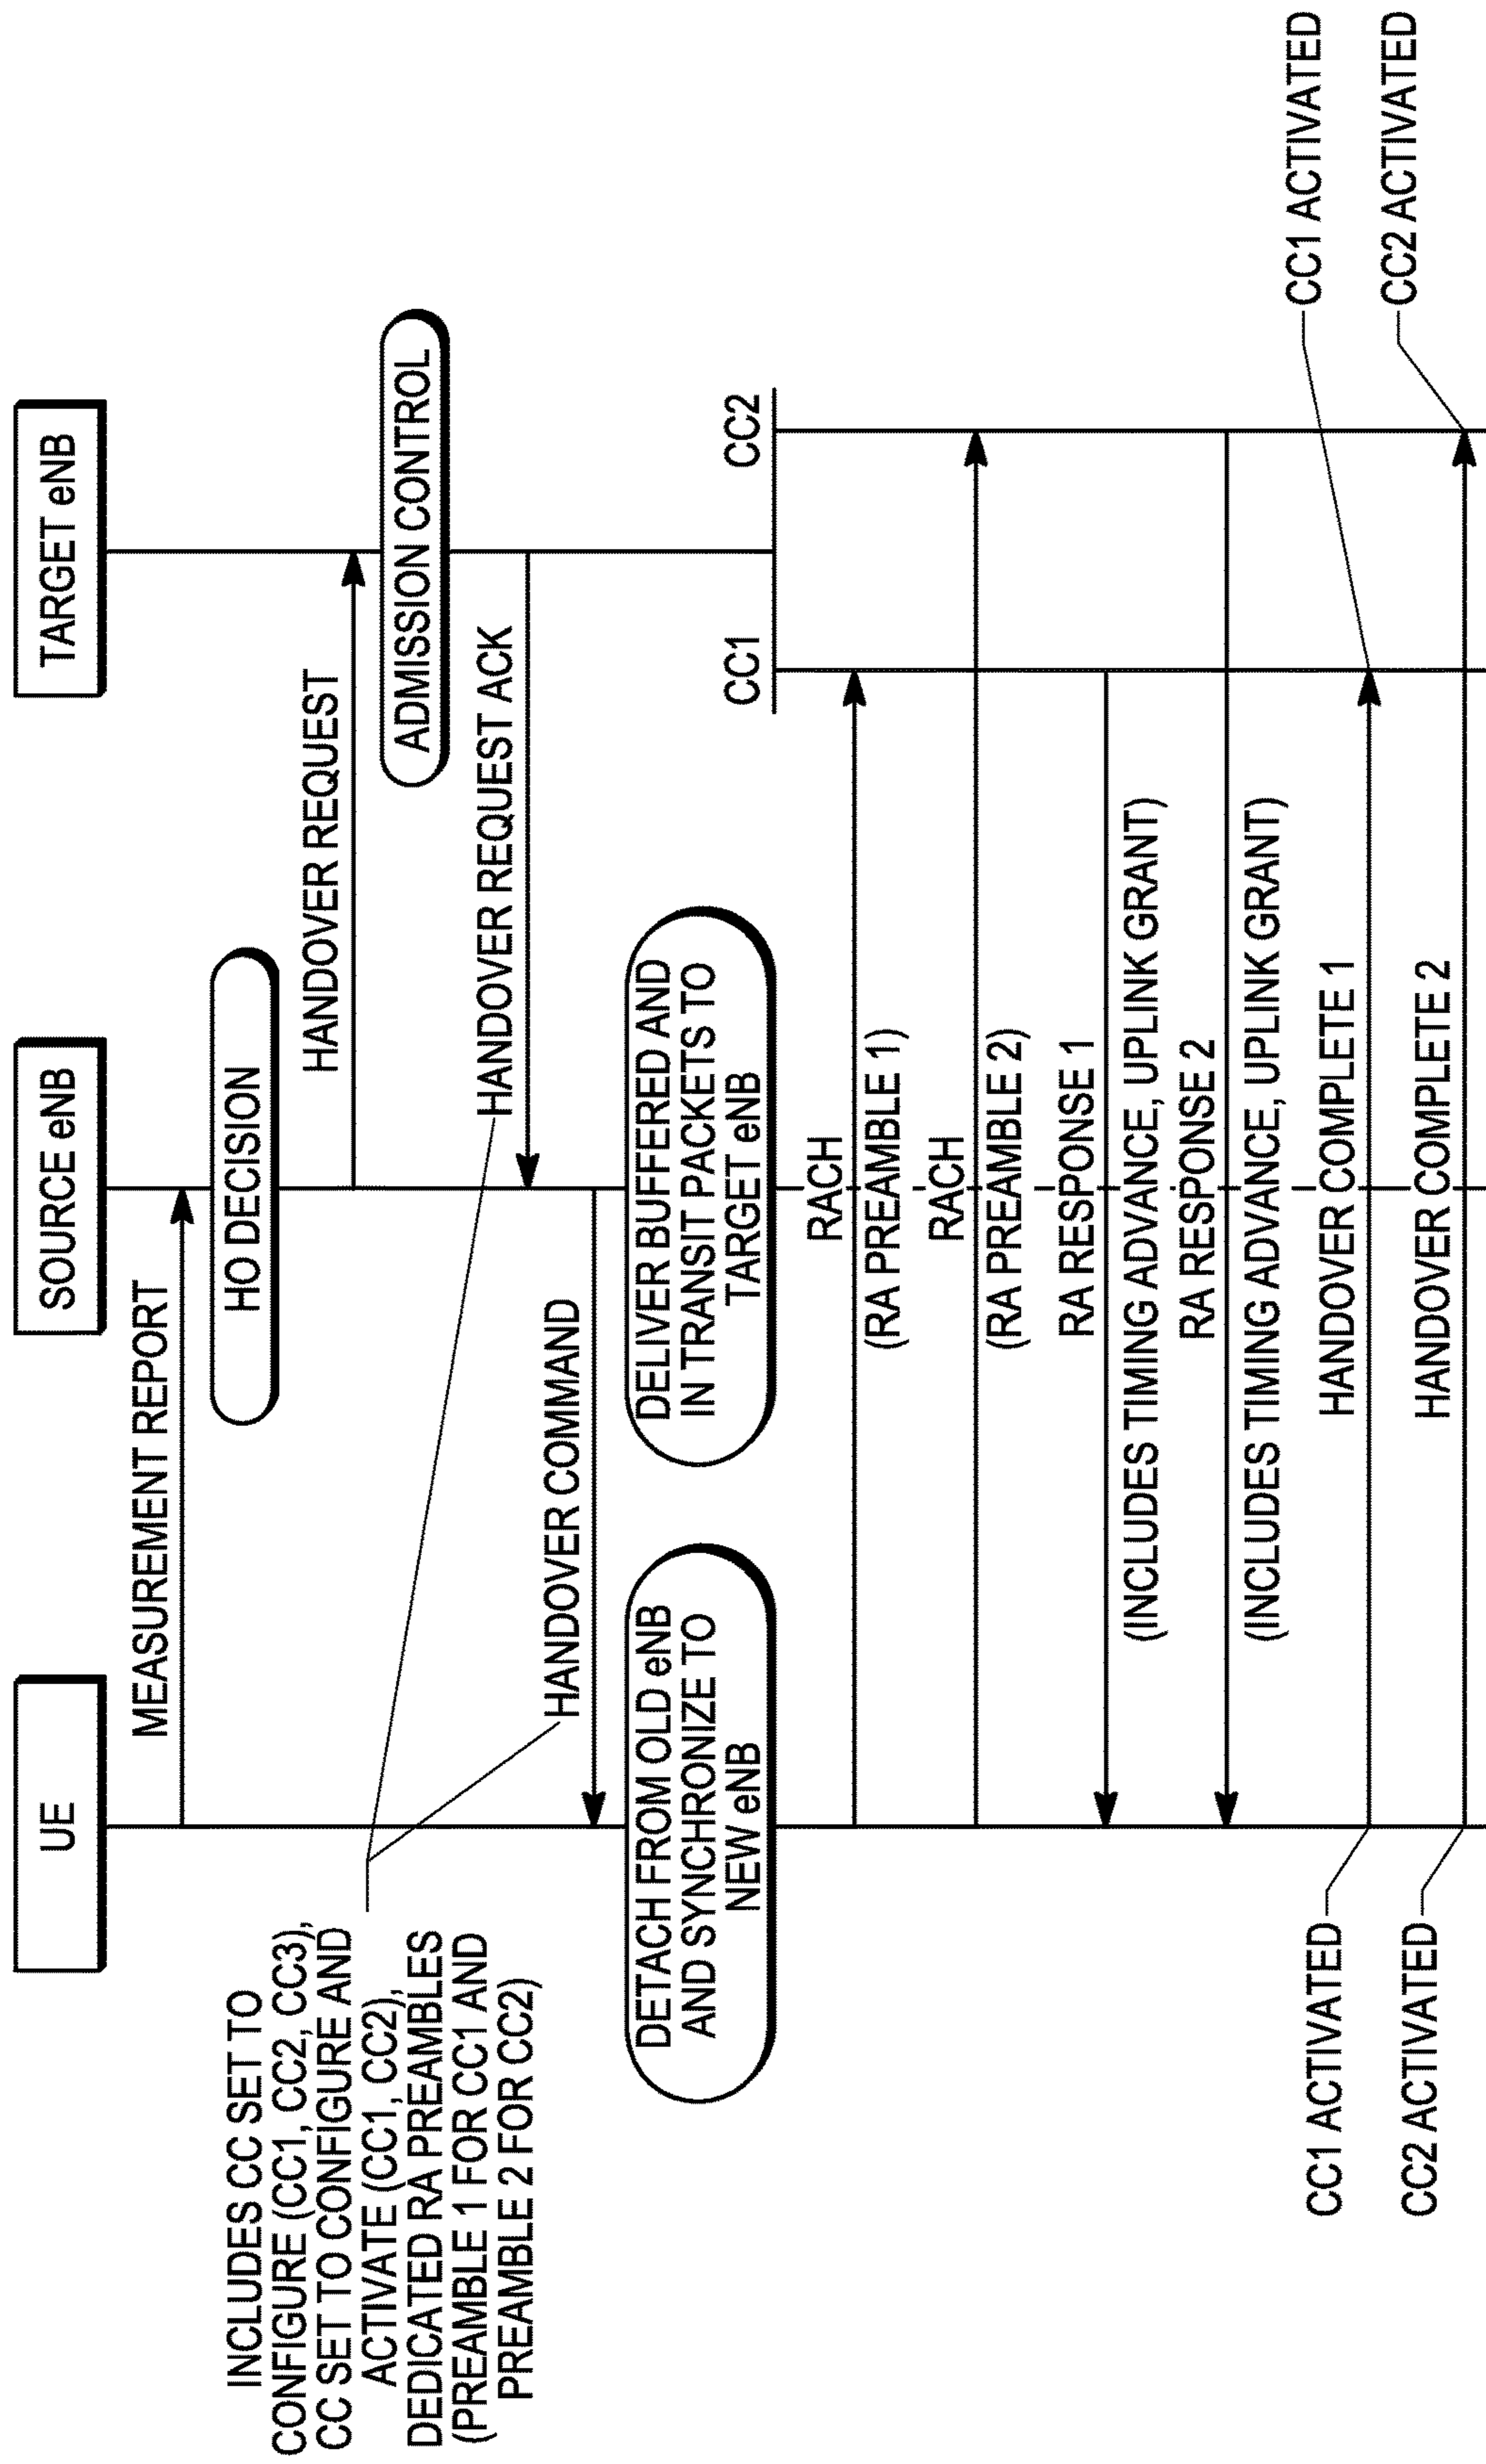 UE
SOURCE eNB
TARGET eNB
MEASUREMENT REPORT
HO DECISION
HANDOVER REQUEST
INCLUDES CC SET TO
CONFIGURE (CC1, CC2, CC3),
CC SET TO CONFIGURE AND
ACTIVATE (CC1, CC2),
DEDICATED RA PREAMBLES
(PREAMBLE 1 FOR CC1 AND
PREAMBLE 2 FOR CC2)
ADMISSION CONTROL
HANDOVER REQUEST ACK
HANDOVER COMMAND
DETACH FROM OLD eNB
AND SYNCHRONIZE TO
NEW eNB
DELIVER BUFFERED AND
IN TRANSIT PACKETS TO
TARGET eNB
CC1
CC2
RACH
(RA PREAMBLE 1)
RACH
(RA PREAMBLE 2)
RA RESPONSE 1
(INCLUDES TIMING ADVANCE, UPLINK GRANT)
RA RESPONSE 2
(INCLUDES TIMING ADVANCE, UPLINK GRANT)
CC1 ACTIVATED
HANDOVER COMPLETE 1
CC1 ACTIVATED
CC2 ACTIVATED
HANDOVER COMPLETE 2
CC2 ACTIVATED